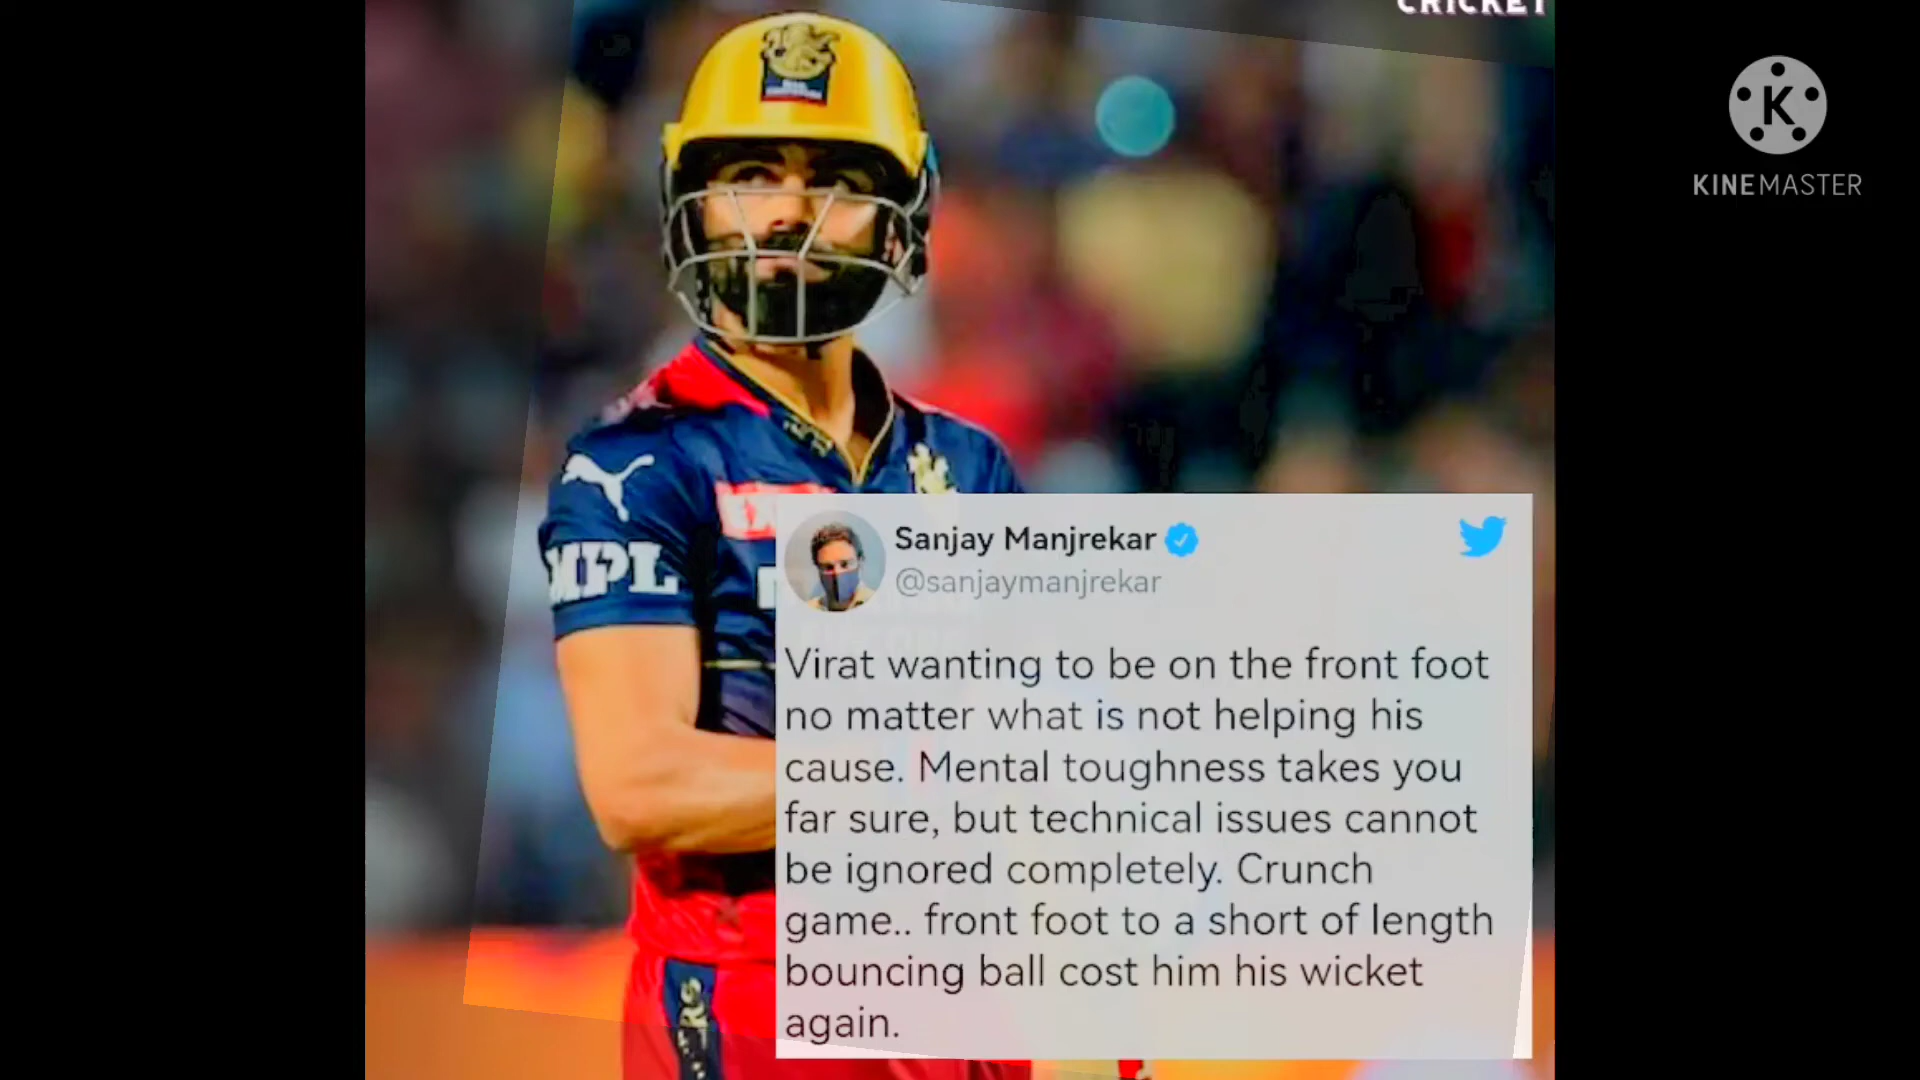 CRICKET
KINEMASTER
MPL
Sanjay Manjrekar
@sanjaymanjrekar
Virat wanting to be on the front foot
no matter what is not helping his
cause. Mental toughness takes you
far sure, but technical issues cannot
be ignored completely. Crunch
game.. front foot to a short of length
bouncing ball cost him his wicket
again.